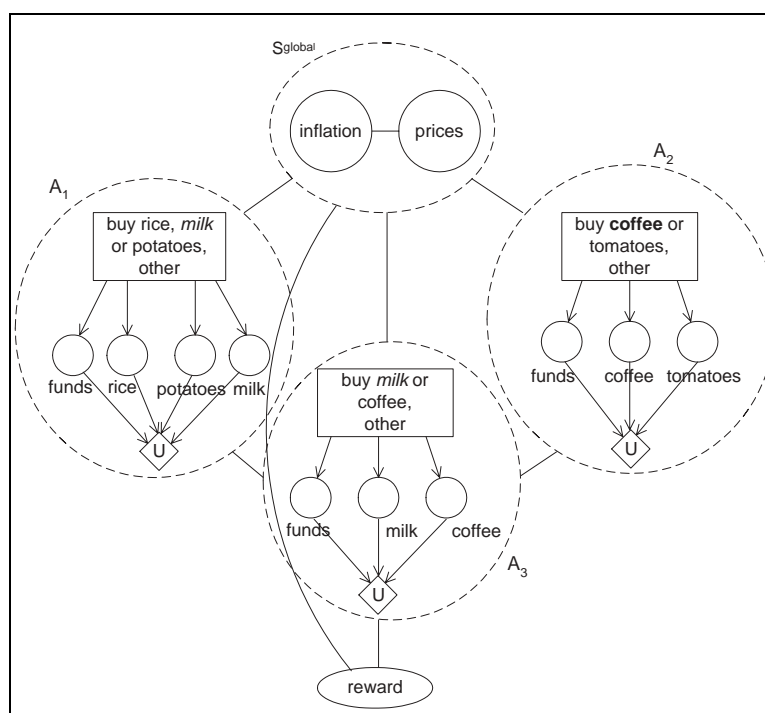 Sglobal
inflation
prices
A2
A1
buy rice, milk
or potatoes,
other
buy coffee or
tomatoes,
other
funds
rice
potatoes
milk
funds
coffee
tomatoes
buy milk or
coffee,
other
U
U
funds
milk
coffee
A3
U
reward